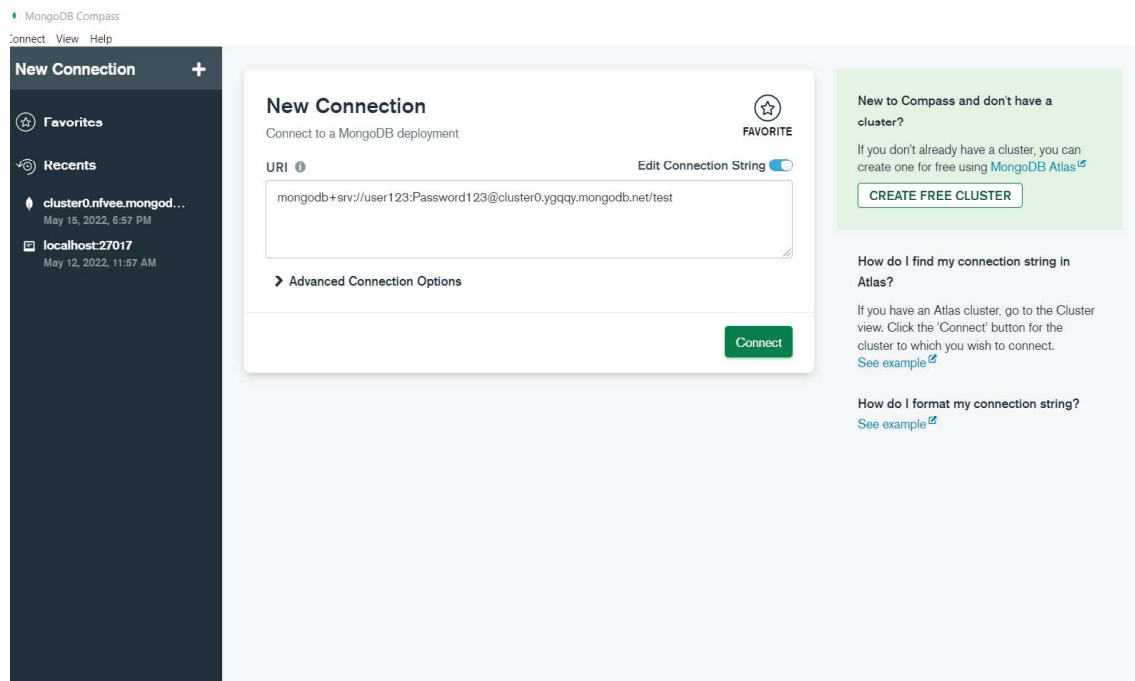 MongoDB Compass
Connect View Help
New Connection +
Favorites
Recents
cluster0.nfvee.mongod...
May 15, 2022, 6:57 PM
localhost:27017
May 12, 2022, 11:57 AM
New Connection
Connect to a MongoDB deployment
FAVORITE
URI
Edit Connection String
mongodb+srv://user123:Password123@cluster0.ygqqy.mongodb.net/test
Advanced Connection Options
Connect
New to Compass and don't have a
cluster?
If you don't already have a cluster, you can
create one for free using MongoDB Atlas
CREATE FREE CLUSTER
How do I find my connection string in
Atlas?
If you have an Atlas cluster, go to the Cluster
view. Click the 'Connect' button for the
cluster to which you wish to connect.
See example
How do I format my connection string?
See example